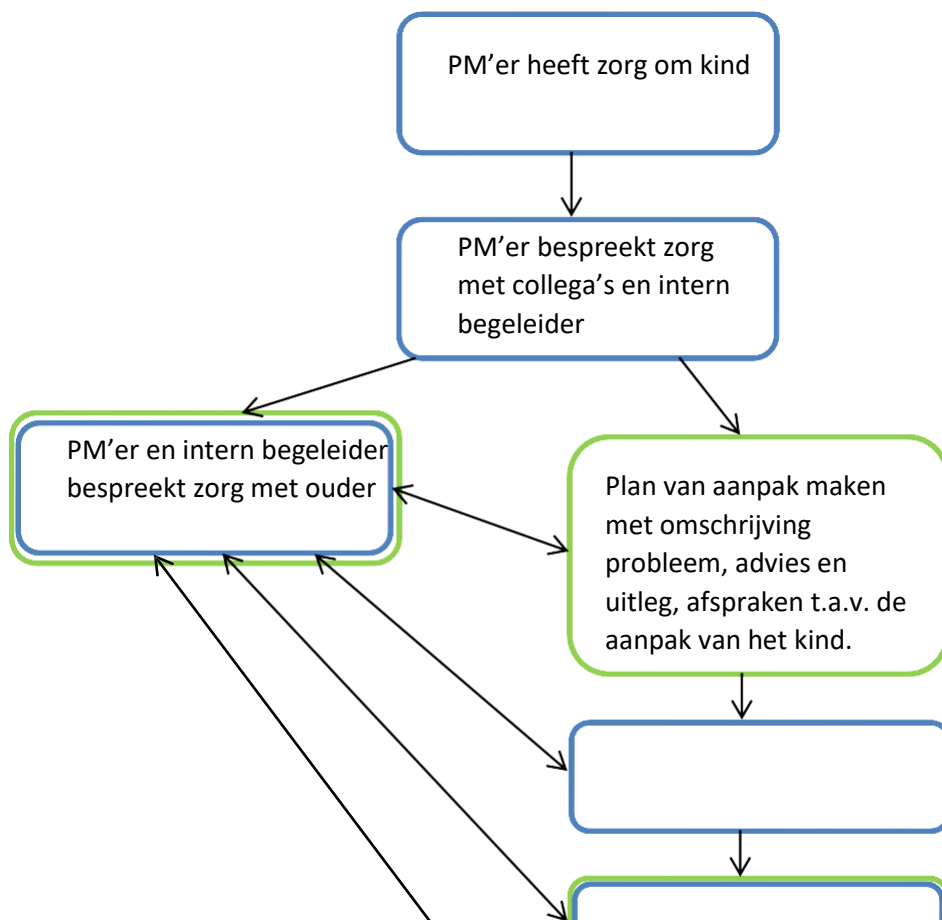 PM’er heeft zorg om kind
PM’er bespreekt zorg
met collega’s en intern
begeleider
PM’er en intern begeleider
bespreekt zorg met ouder
Plan van aanpak maken
met omschrijving
probleem, advies en
uitleg, afspraken t.a.v. de
aanpak van het kind.